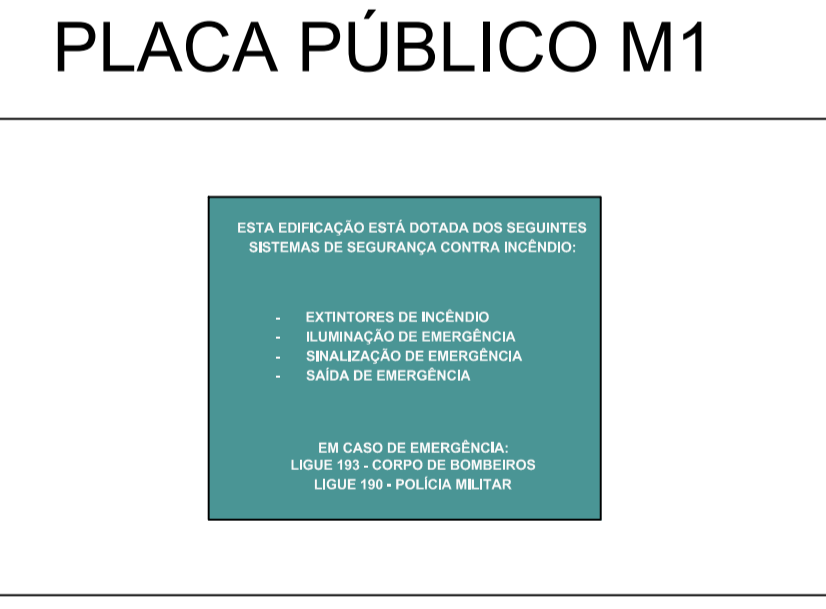 PLACA PÚBLICO M1
ESTA EDIFICAÇÃO ESTÁ DOTADA DOS SEGUINTES
SISTEMAS DE SEGURANÇA CONTRA INCÊNDIO:
- EXTINTORES DE INCÊNDIO
- ILUMINAÇÃO DE EMERGÊNCIA
- SINALIZAÇÃO DE EMERGÊNCIA
- SAÍDA DE EMERGÊNCIA
EM CASO DE EMERGÊNCIA:
LIGUE 193 - CORPO DE BOMBEIROS
LIGUE 190 - POLÍCIA MILITAR